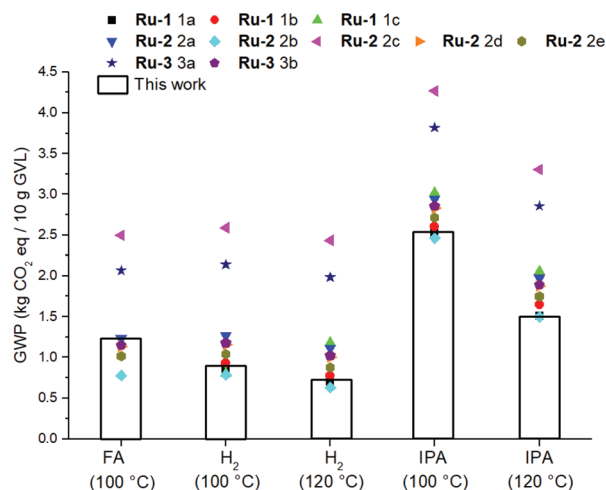 Ru-1 1a Ru-1 1b Ru-1 1c
Ru-2 2a Ru-2 2b Ru-2 2c Ru-2 2d Ru-2 2e
Ru-3 3a Ru-3 3b
This work
GWP (kg CO₂ eq / 10 g GVL)
4.5
4.0
3.5
3.0
2.5
2.0
1.5
1.0
0.5
0.0
FA H₂ H₂ IPA IPA
(100 °C) (100 °C) (120 °C) (100 °C) (120 °C)